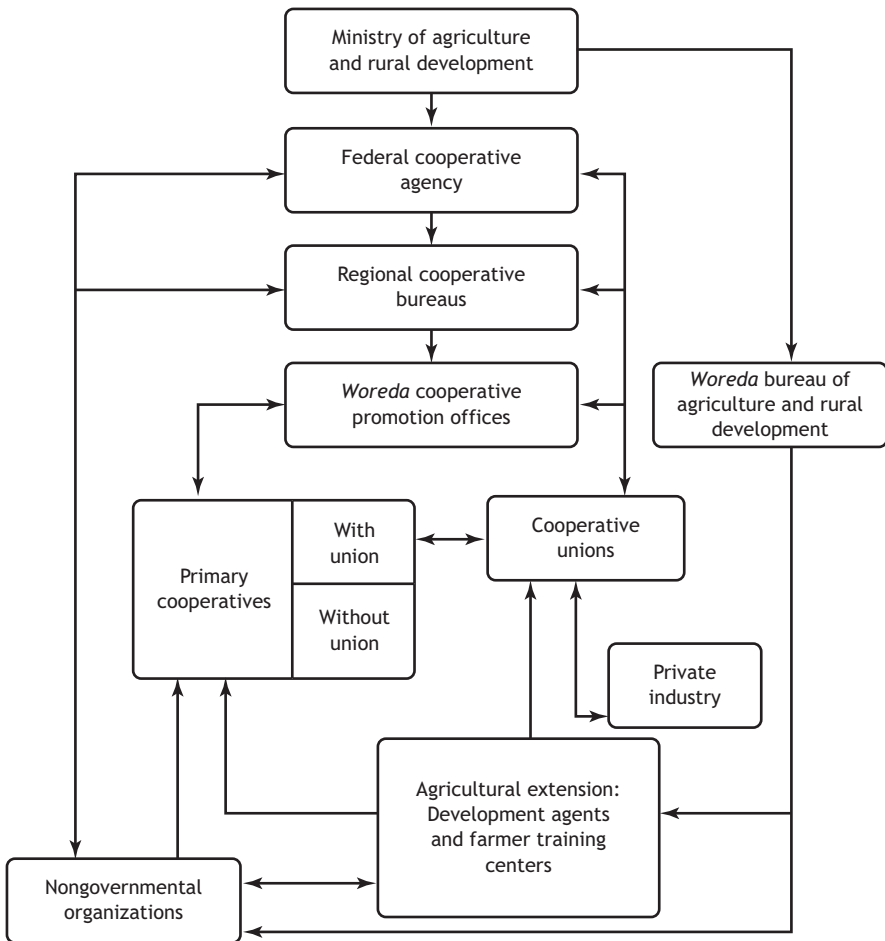 Ministry of agriculture
and rural development
Federal cooperative
agency
Regional cooperative
bureaus
Woreda cooperative
promotion offices
Woreda bureau of
agriculture and rural
development
Primary
cooperatives
With
union
Without
union
Cooperative
unions
Private
industry
Agricultural extension:
Development agents
and farmer training
centers
Nongovernmental
organizations